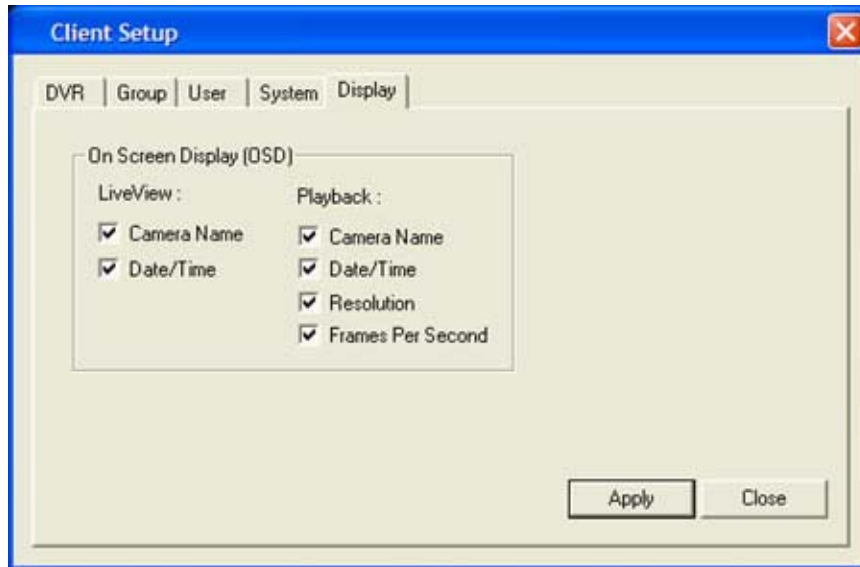 Client Setup
DVR Group User System Display
On Screen Display (OSD)
LiveView :
Camera Name
Date/Time
Playback :
Camera Name
Date/Time
Resolution
Frames Per Second
Apply Close